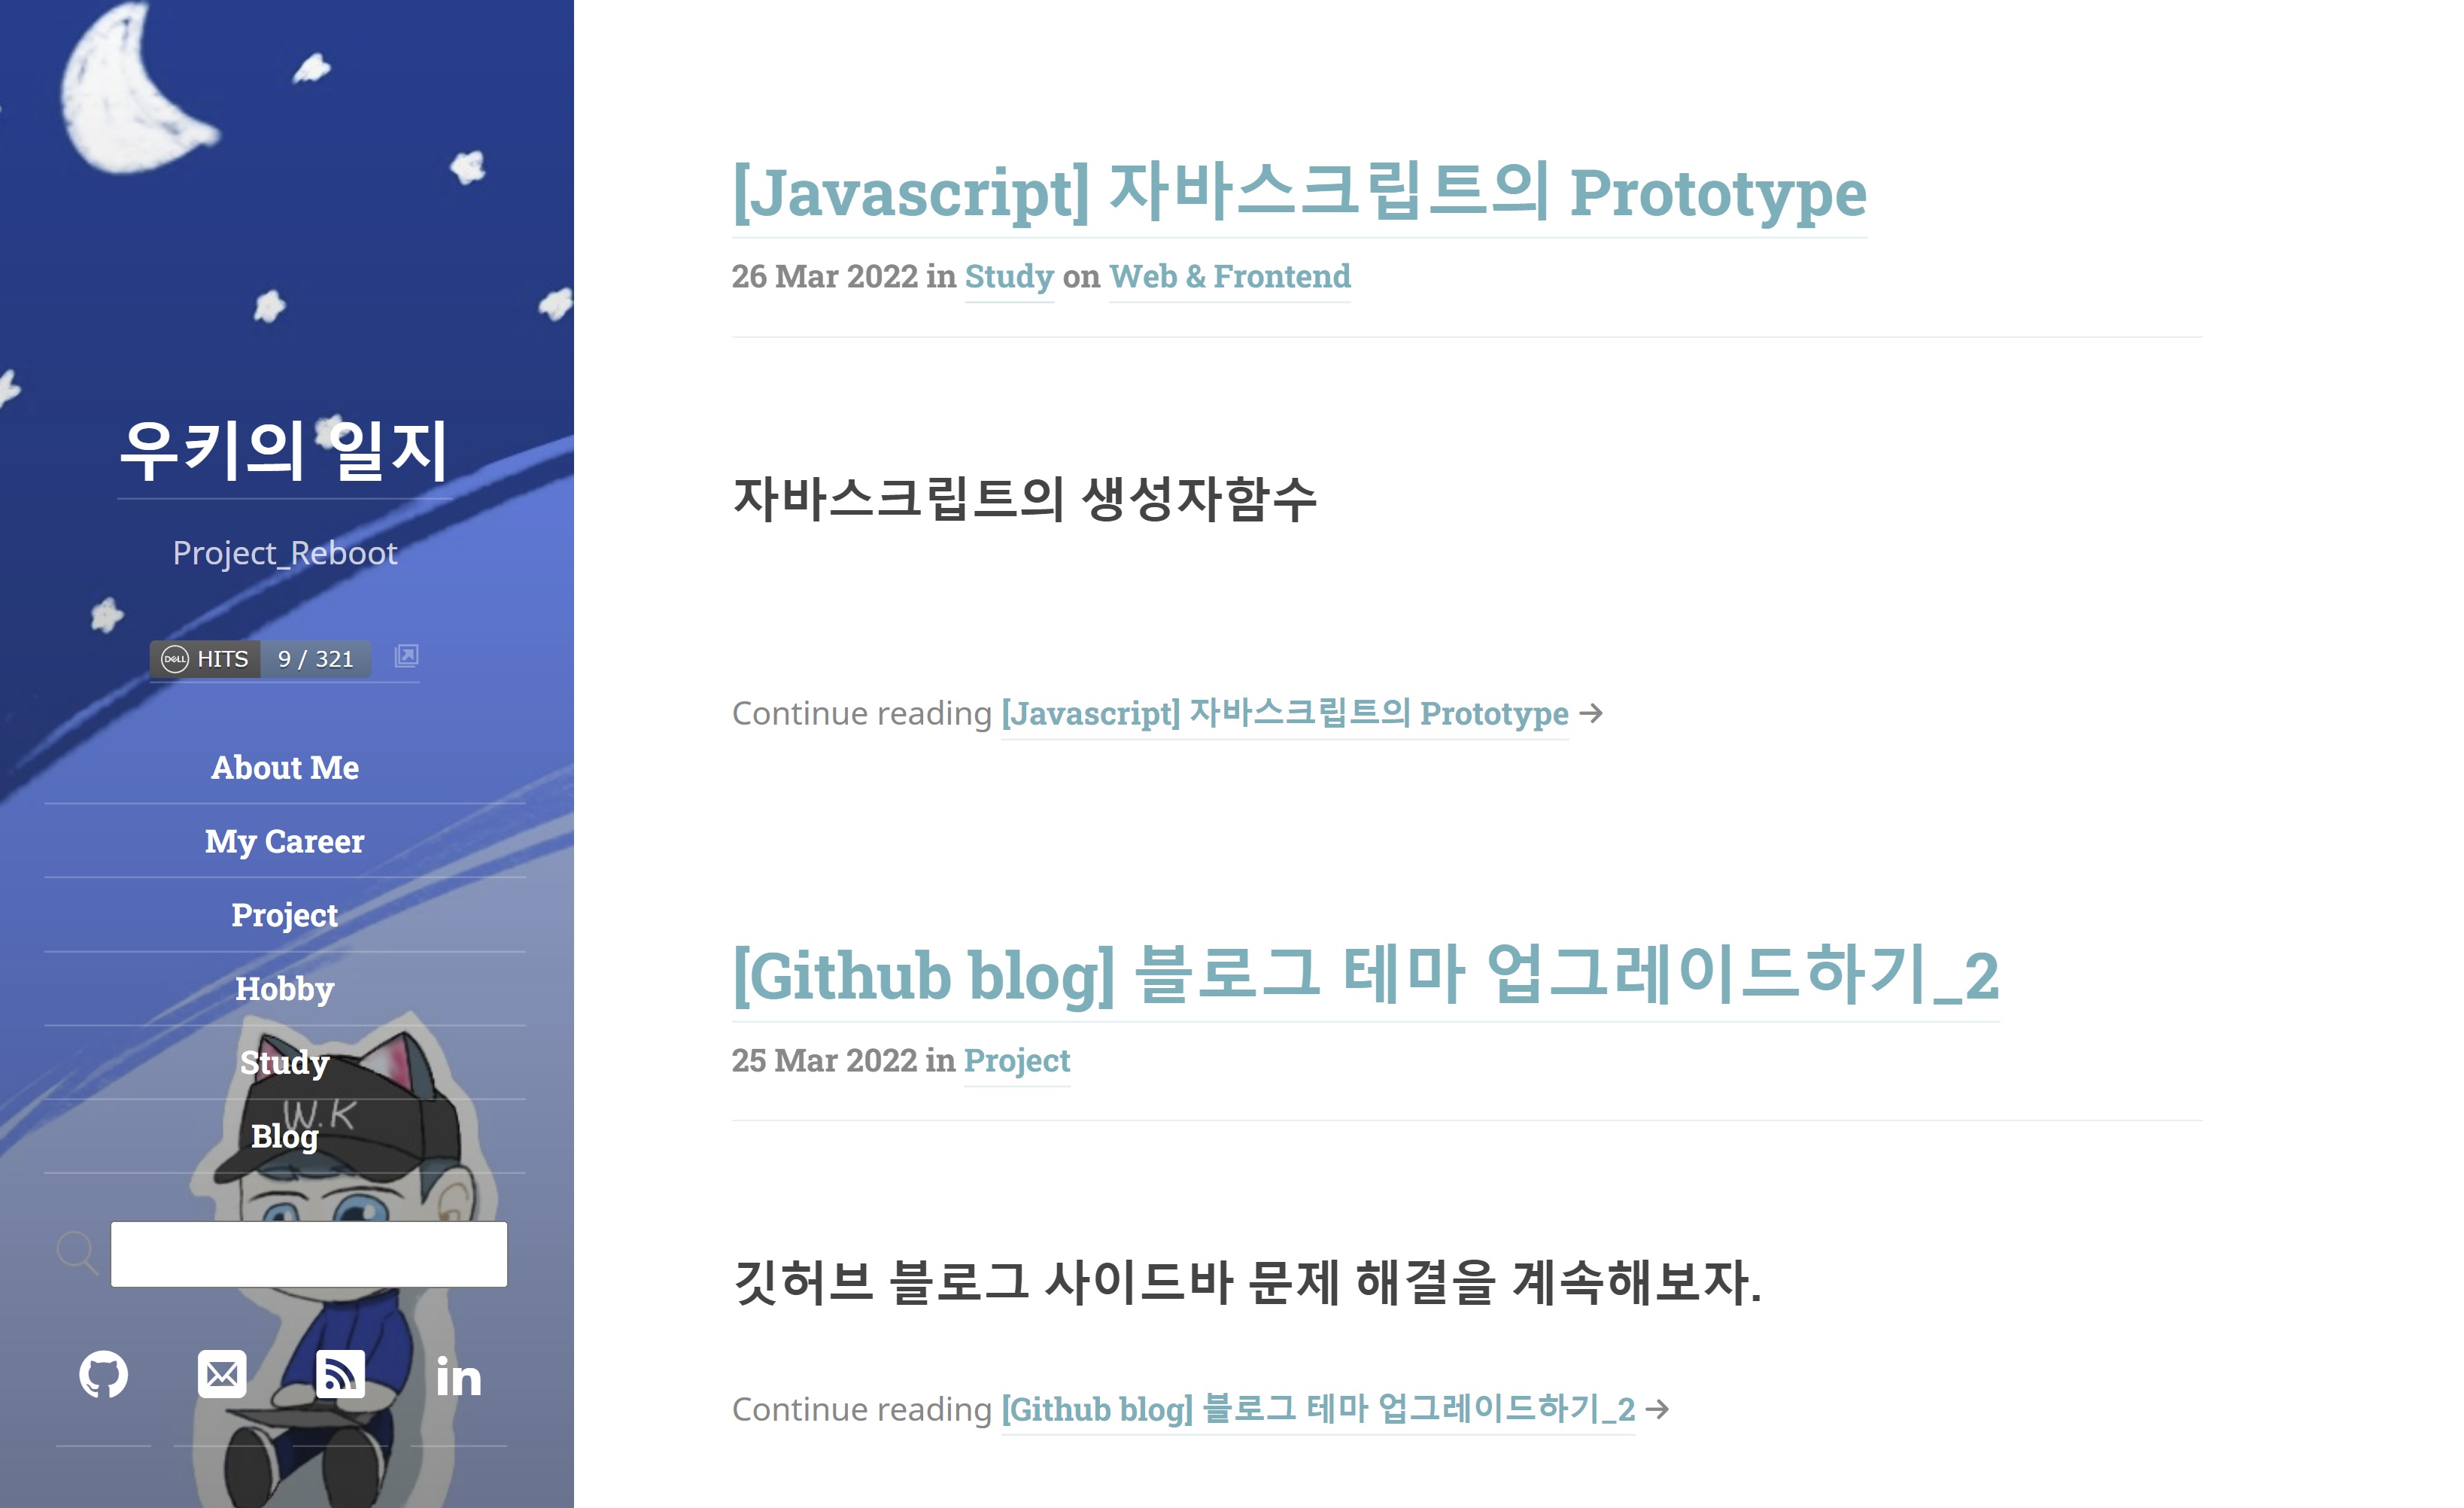 우키의 일지
Project_Reboot
DELL HITS 9 / 321
About Me
My Career
Project
Hobby
Study
W.K
Blog
in
[Javascript] 자바스크립트의 Prototype
26 Mar 2022 in Study on Web & Frontend
자바스크립트의 생성자함수
Continue reading [Javascript] 자바스크립트의 Prototype →
[Github blog] 블로그 테마 업그레이드하기_2
25 Mar 2022 in Project
깃허브 블로그 사이드바 문제 해결을 계속해보자.
Continue reading [Github blog] 블로그 테마 업그레이드하기_2 →